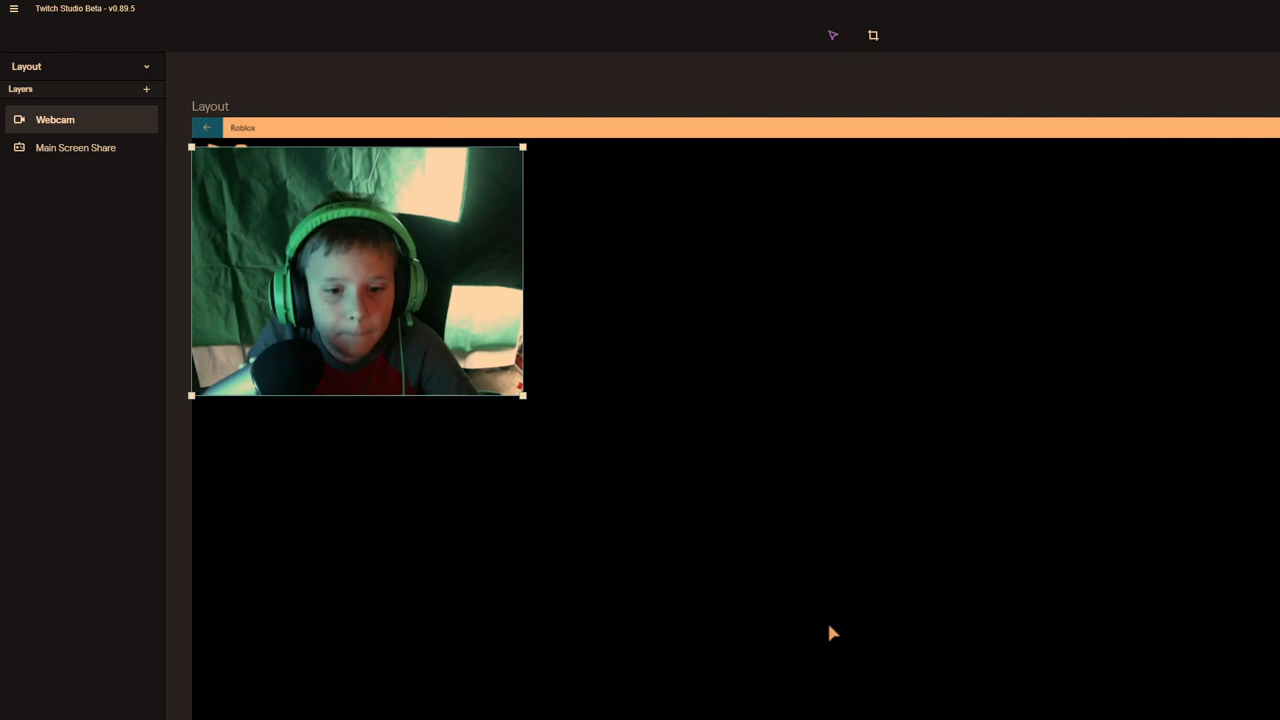 Twitch Studio Beta - v0.89.5
Layout
Layers
Webcam
Main Screen Share
Layout
Roblox